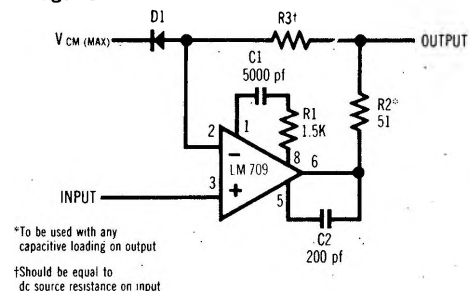 D1
R3†
V CM (MAX)
OUTPUT
C1
5000 pf
R1
1.5K
R2*
51
2
1
8
6
LM 709
3
5
INPUT
C2
200 pf
*To be used with any
capacitive loading on output
†Should be equal to
dc source resistance on input